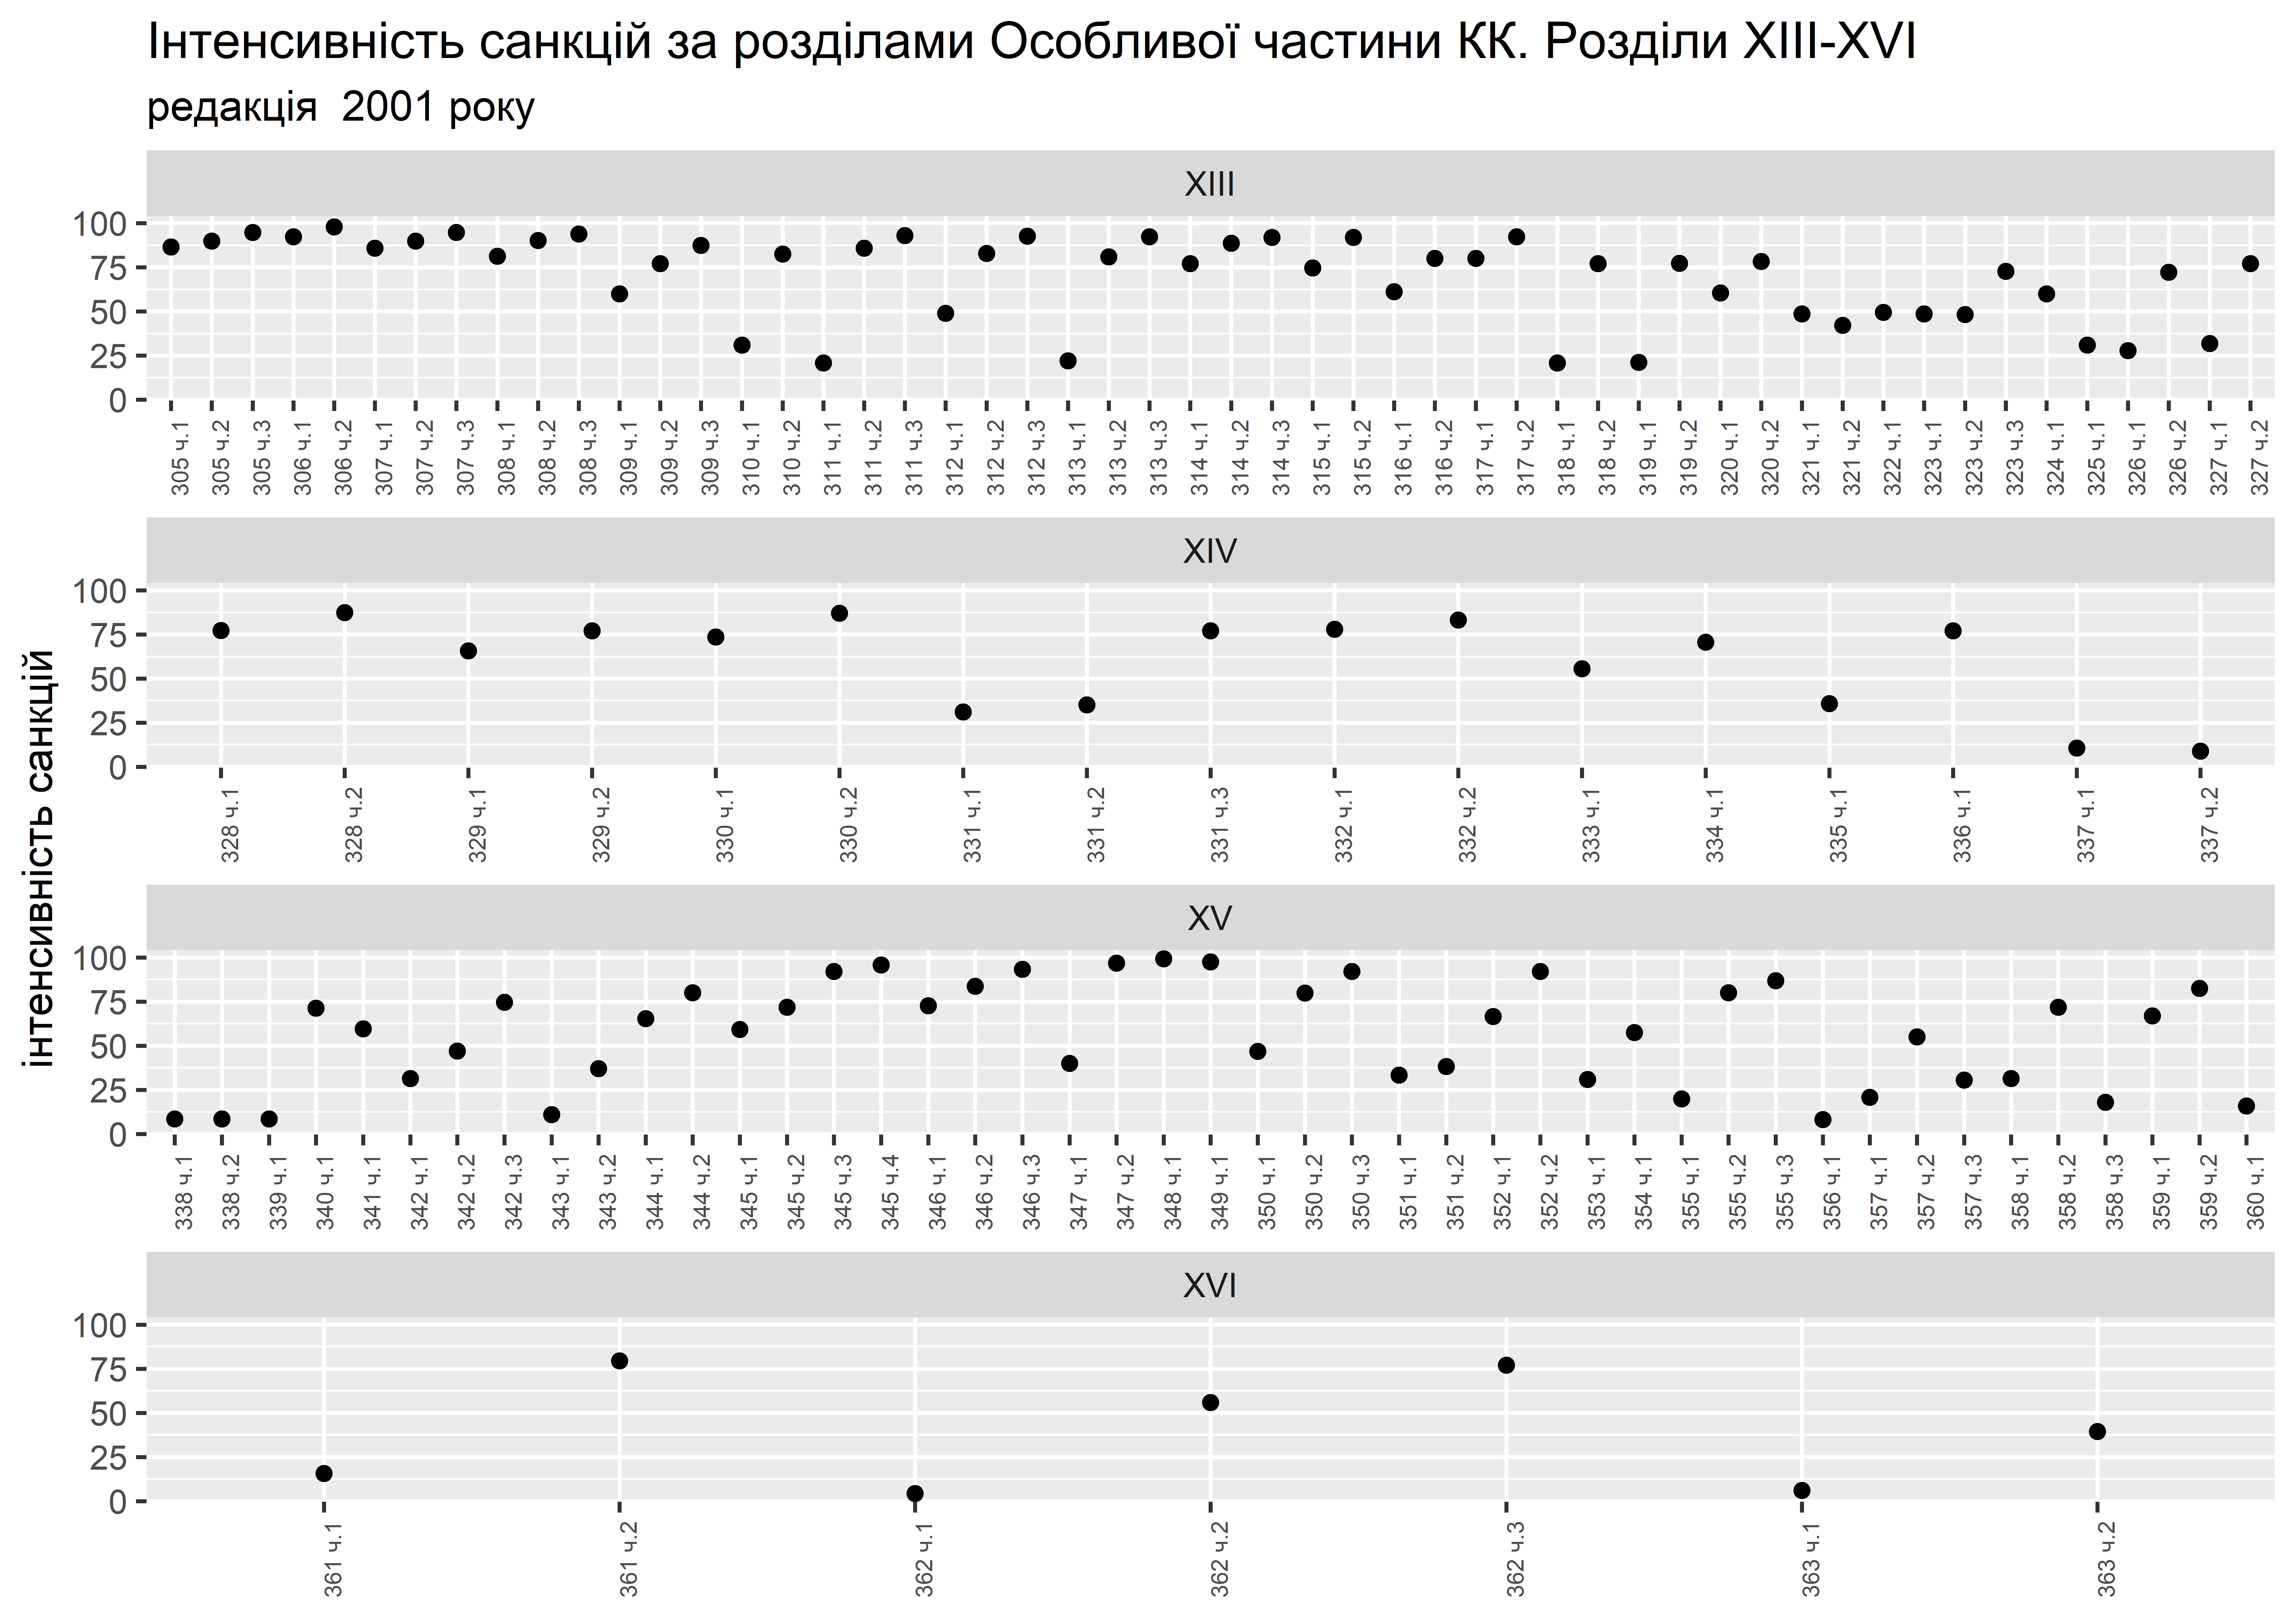 Інтенсивність санкцій за розділами Особливої частини КК. Розділи XIII-XVI
редакція  2001 року
інтенсивність санкцій
XIII
100
75
50
25
0
305 ч.1
305 ч.2
305 ч.3
306 ч.1
306 ч.2
307 ч.1
307 ч.2
307 ч.3
308 ч.1
308 ч.2
308 ч.3
309 ч.1
309 ч.2
309 ч.3
310 ч.1
310 ч.2
311 ч.1
311 ч.2
311 ч.3
312 ч.1
312 ч.2
312 ч.3
313 ч.1
313 ч.2
313 ч.3
314 ч.1
314 ч.2
314 ч.3
315 ч.1
315 ч.2
316 ч.1
316 ч.2
317 ч.1
317 ч.2
318 ч.1
318 ч.2
319 ч.1
319 ч.2
320 ч.1
320 ч.2
321 ч.1
321 ч.2
322 ч.1
323 ч.1
323 ч.2
323 ч.3
324 ч.1
325 ч.1
326 ч.1
326 ч.2
327 ч.1
327 ч.2
XIV
100
75
50
25
0
328 ч.1
328 ч.2
329 ч.1
329 ч.2
330 ч.1
330 ч.2
331 ч.1
331 ч.2
331 ч.3
332 ч.1
332 ч.2
333 ч.1
334 ч.1
335 ч.1
336 ч.1
337 ч.1
337 ч.2
XV
100
75
50
25
0
338 ч.1
338 ч.2
339 ч.1
340 ч.1
341 ч.1
342 ч.1
342 ч.2
342 ч.3
343 ч.1
343 ч.2
344 ч.1
344 ч.2
345 ч.1
345 ч.2
345 ч.3
345 ч.4
346 ч.1
346 ч.2
346 ч.3
347 ч.1
347 ч.2
348 ч.1
349 ч.1
350 ч.1
350 ч.2
350 ч.3
351 ч.1
351 ч.2
352 ч.1
352 ч.2
353 ч.1
354 ч.1
355 ч.1
355 ч.2
355 ч.3
356 ч.1
357 ч.1
357 ч.2
357 ч.3
358 ч.1
358 ч.2
358 ч.3
359 ч.1
359 ч.2
360 ч.1
XVI
100
75
50
25
0
361 ч.1
361 ч.2
362 ч.1
362 ч.2
362 ч.3
363 ч.1
363 ч.2